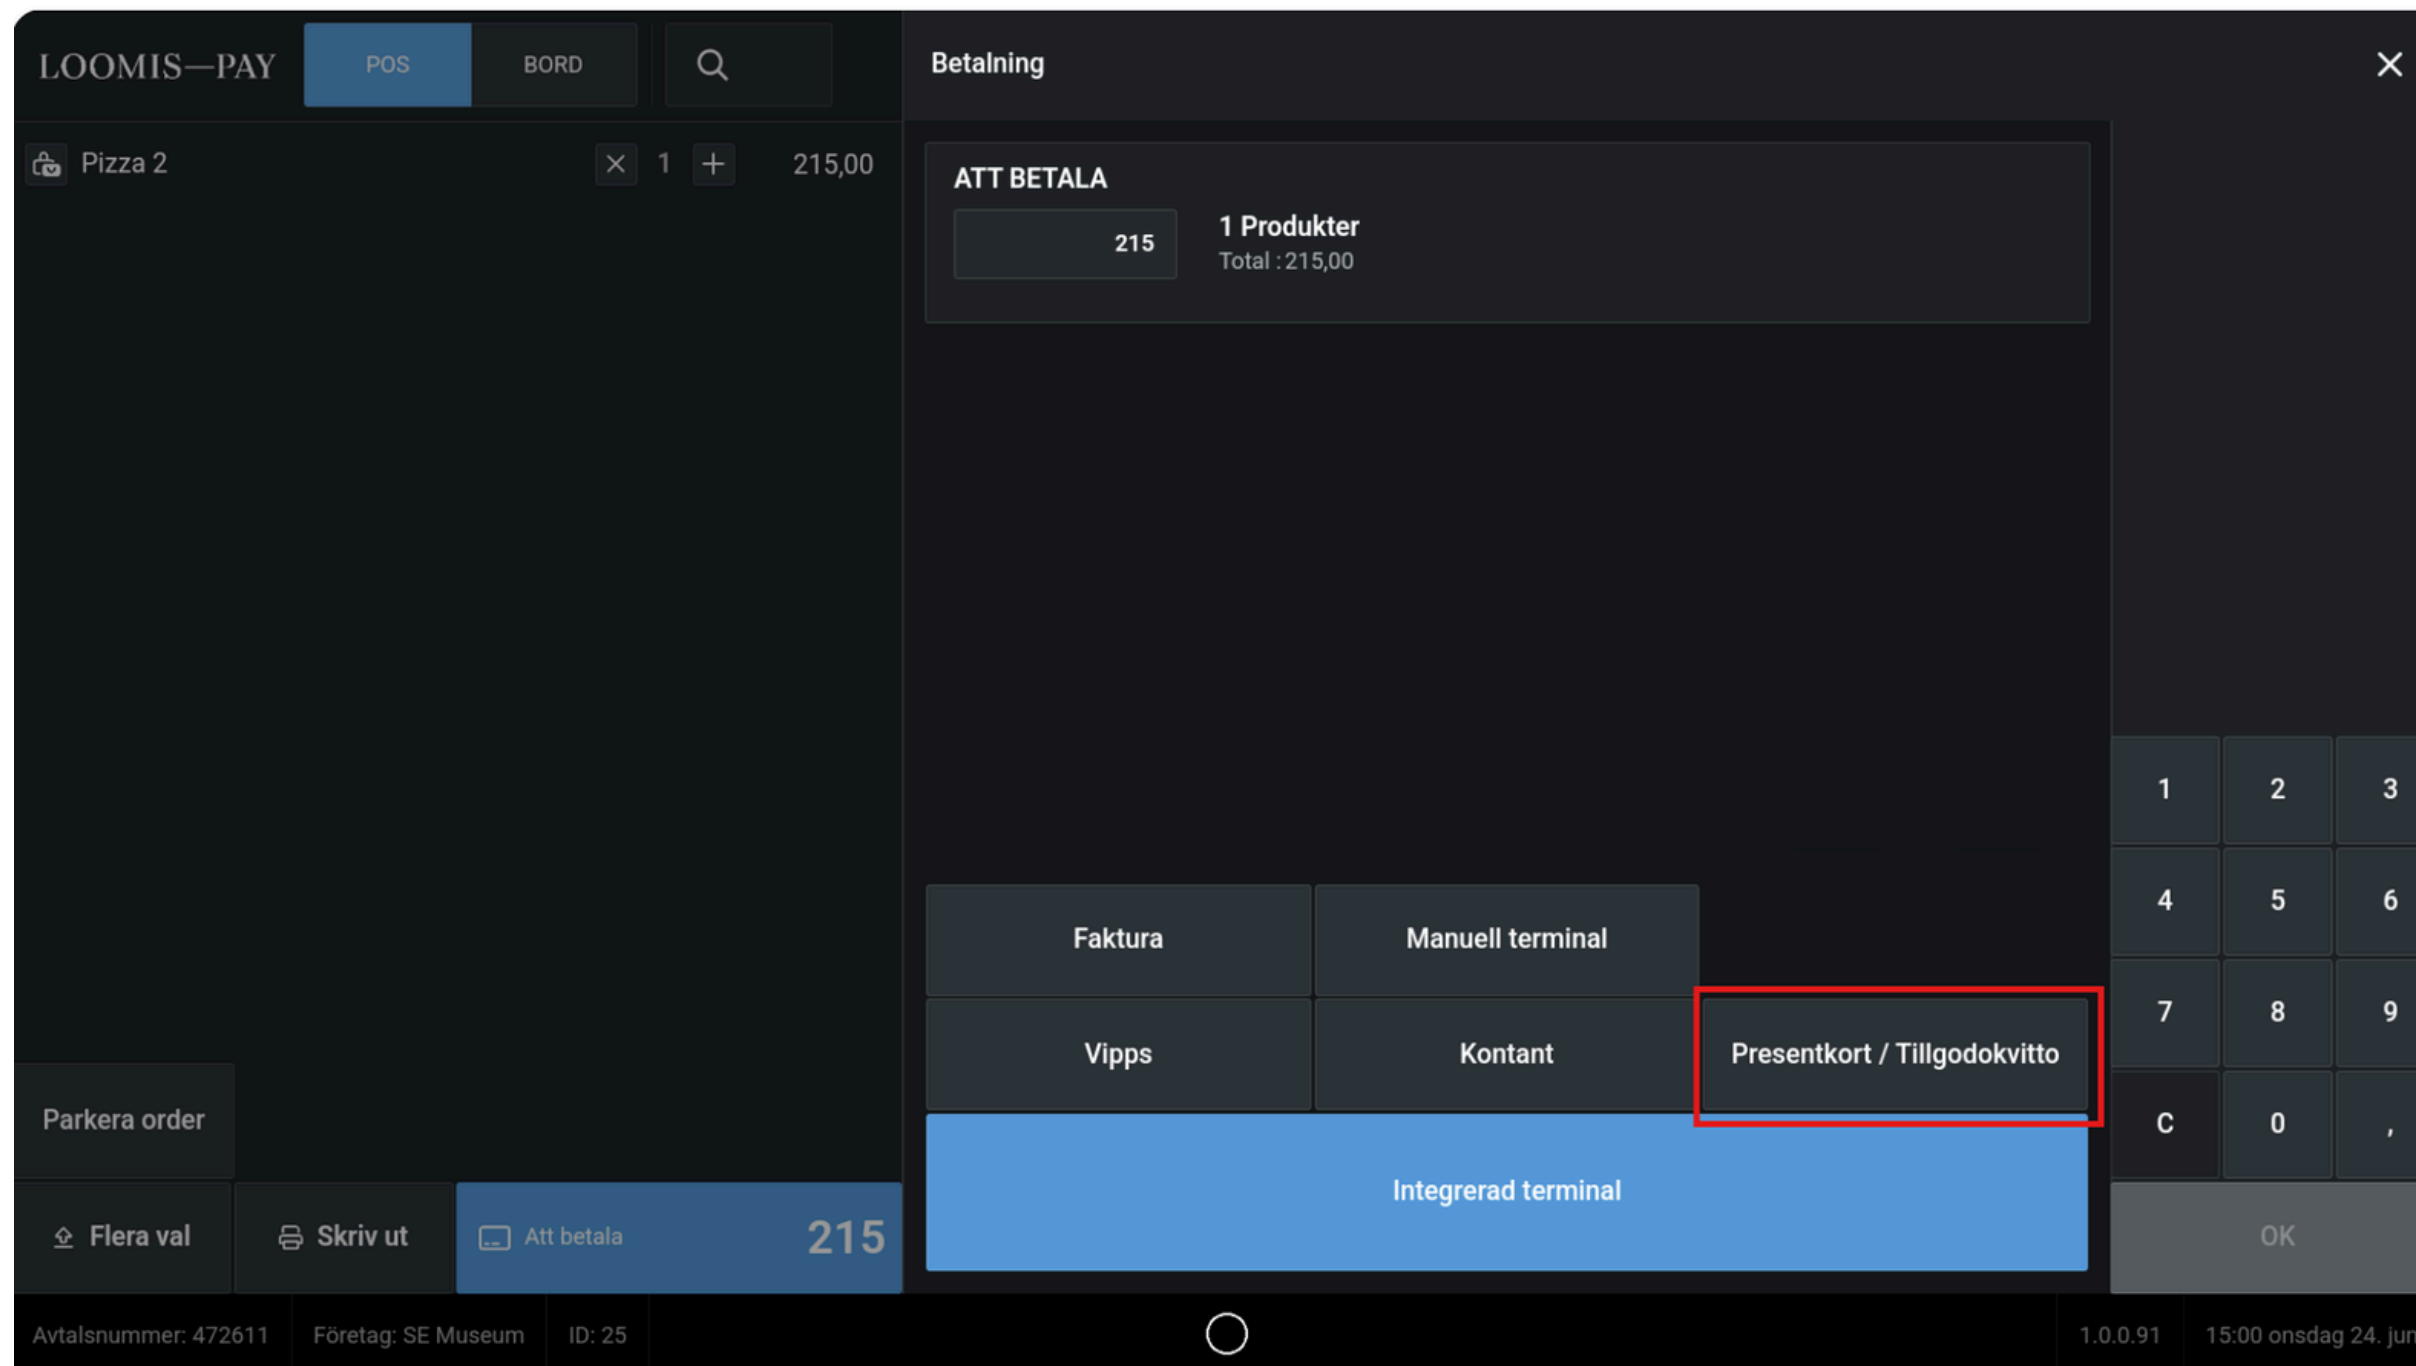 LOOMIS—PAY
POS
BORD
Betalning
Pizza 2
1
215,00
ATT BETALA
215
1 Produkter
Total : 215,00
1
2
3
4
5
6
7
8
9
C
0
,
OK
Faktura
Manuell terminal
Vipps
Kontant
Presentkort / Tillgodokvitto
Integrerad terminal
Parkera order
Flera val
Skriv ut
Att betala
215
Avtalsnummer: 472611
Företag: SE Museum
ID: 25
1.0.0.91
15:00 onsdag 24. jun